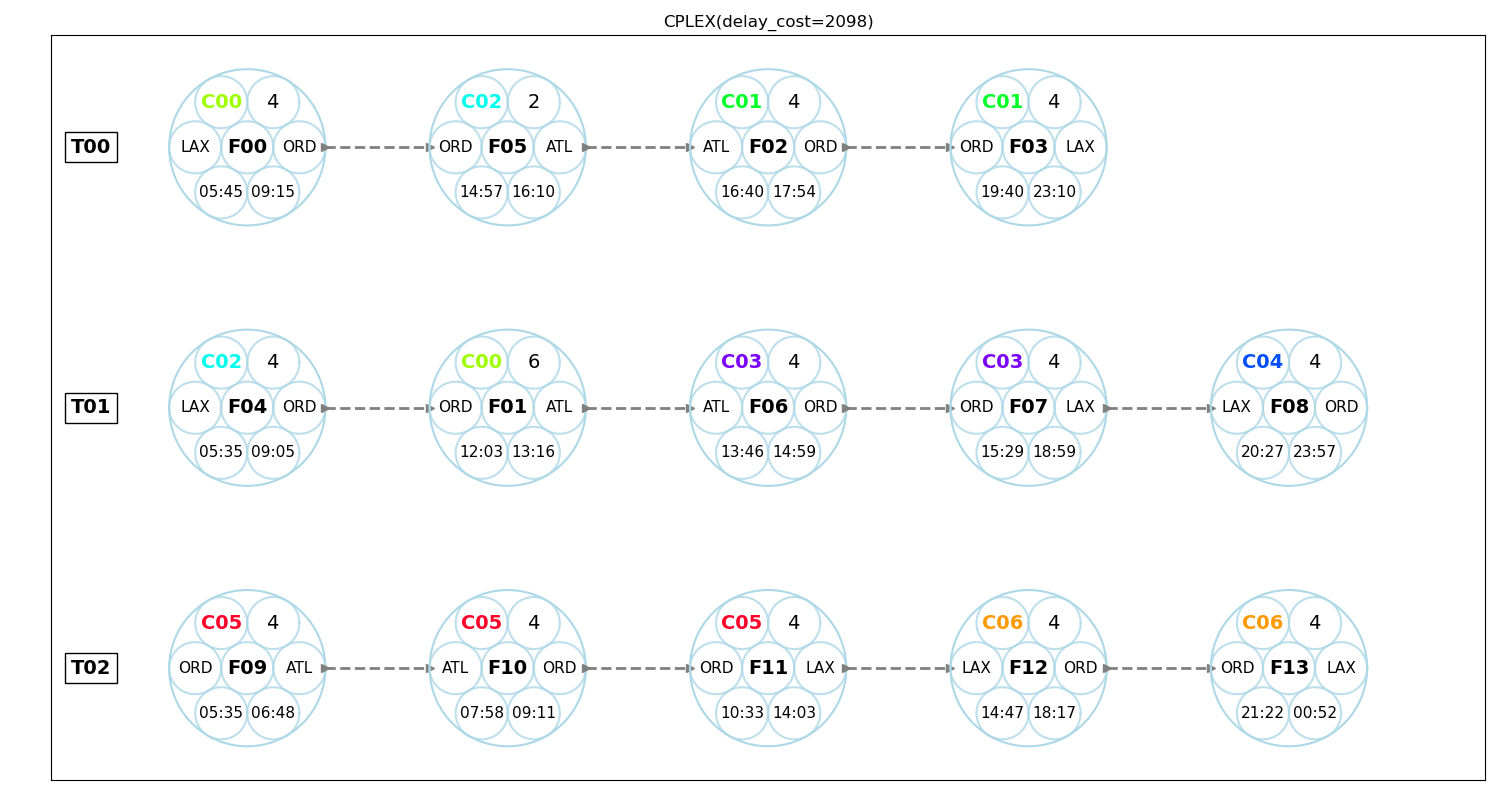 CPLEX(delay_cost=2098)
C00 4 C02 2 C01 4 C01 4
T00 LAX F00 ORD ORD F05 ATL ATL F02 ORD ORD F03 LAX
05:45 09:15 14:57 16:10 16:40 17:54 19:40 23:10
C02 4 C00 6 C03 4 C03 4 C04 4
T01 LAX F04 ORD ORD F01 ATL ATL F06 ORD ORD F07 LAX LAX F08 ORD
05:35 09:05 12:03 13:16 13:46 14:59 15:29 18:59 20:27 23:57
C05 4 C05 4 C05 4 C06 4 C06 4
T02 ORD F09 ATL ATL F10 ORD ORD F11 LAX LAX F12 ORD ORD F13 LAX
05:35 06:48 07:58 09:11 10:33 14:03 14:47 18:17 21:22 00:52